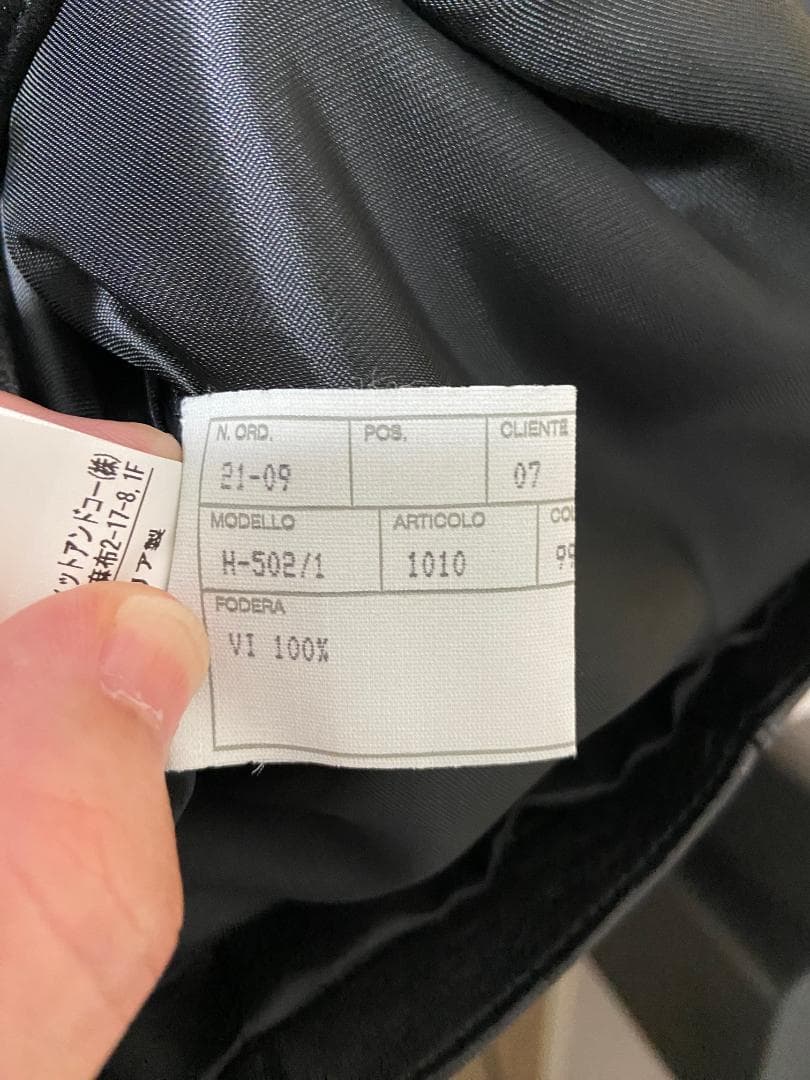 N. ORD.
POS.
CLIENTE
21-09
07
MODELLO
ARTICOLO
H-502/1
1010
99
FODERA
VI 100%
ットアンドコー(株)
麻布2-17-8, 1F
リア製